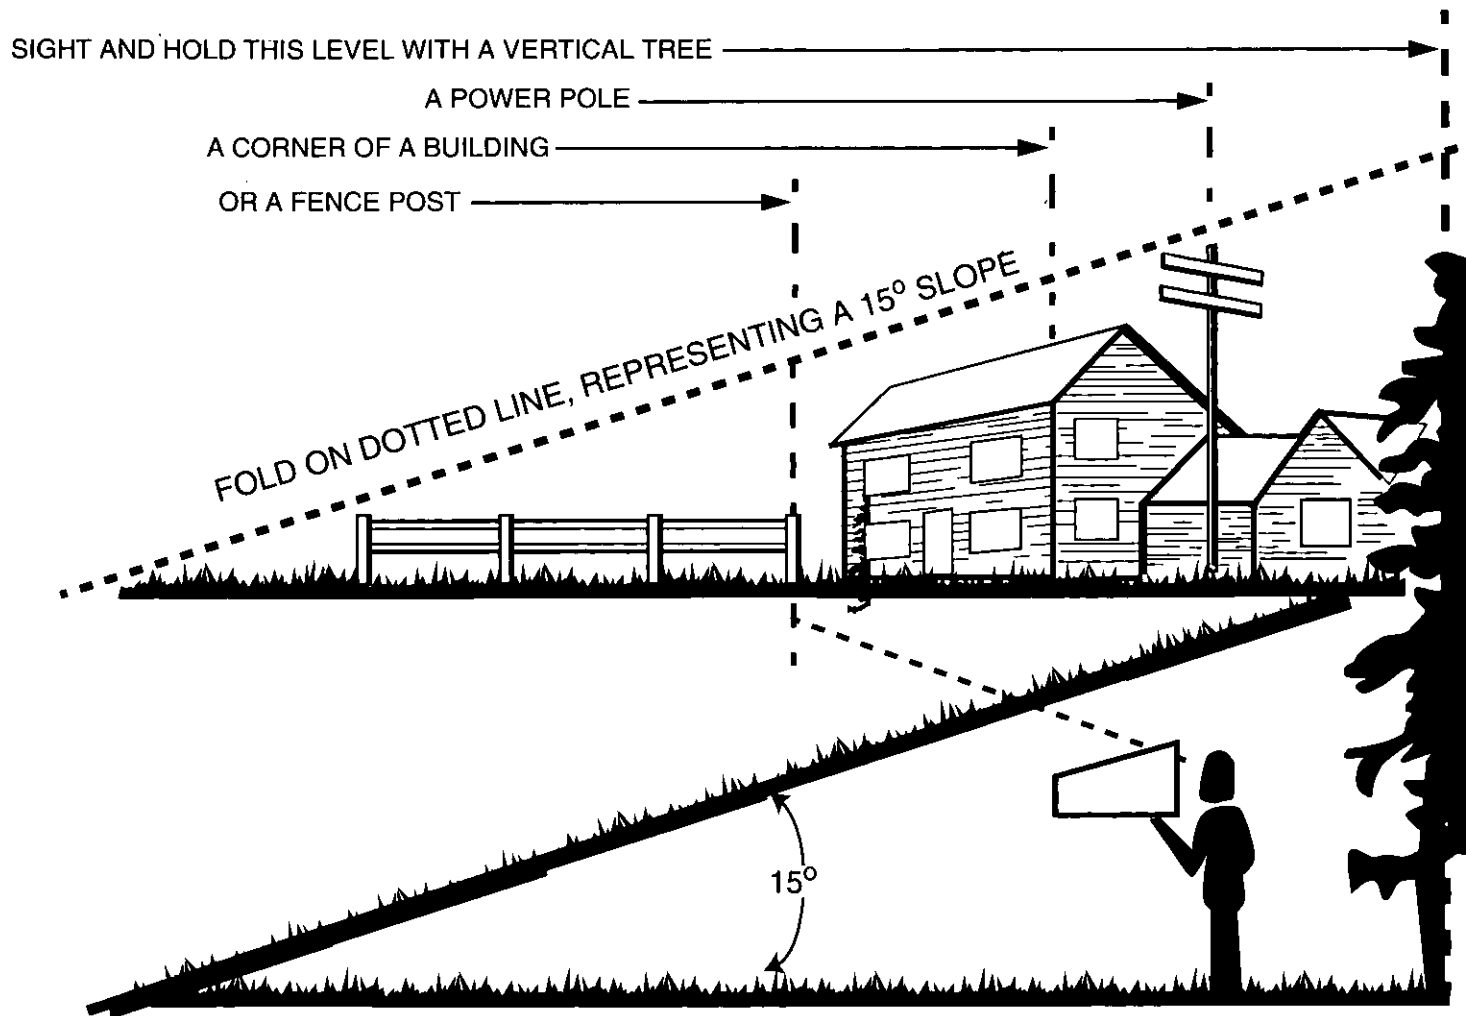 SIGHT AND HOLD THIS LEVEL WITH A VERTICAL TREE
A POWER POLE
A CORNER OF A BUILDING
OR A FENCE POST
FOLD ON DOTTED LINE, REPRESENTING A 15° SLOPE
15°